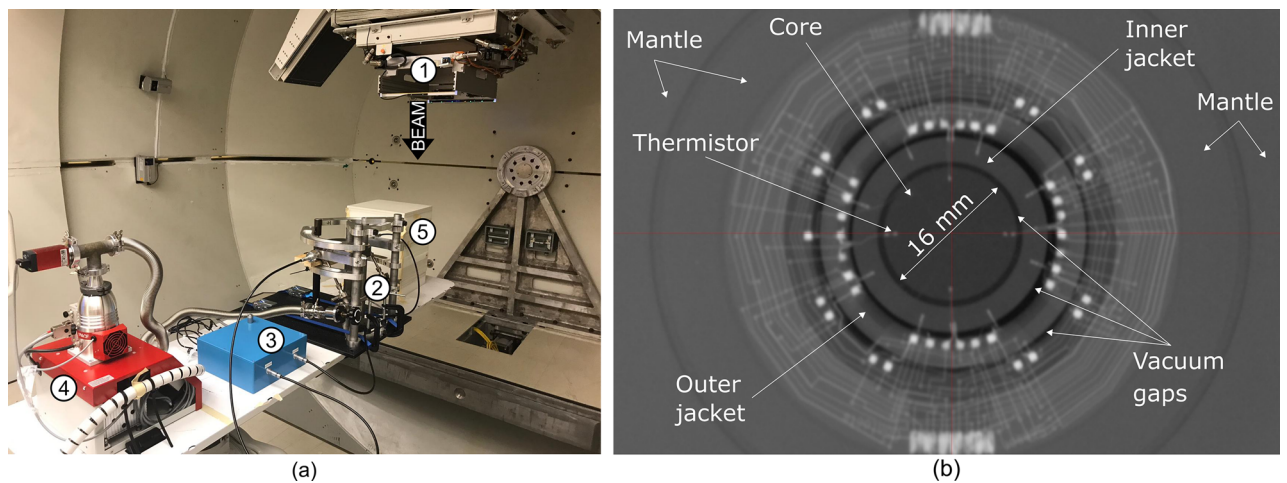 1
BEAM
5
2
3
4
(a)
Mantle
Core
Inner
jacket
Mantle
Thermistor
16 mm
Outer
jacket
Vacuum
gaps
(b)